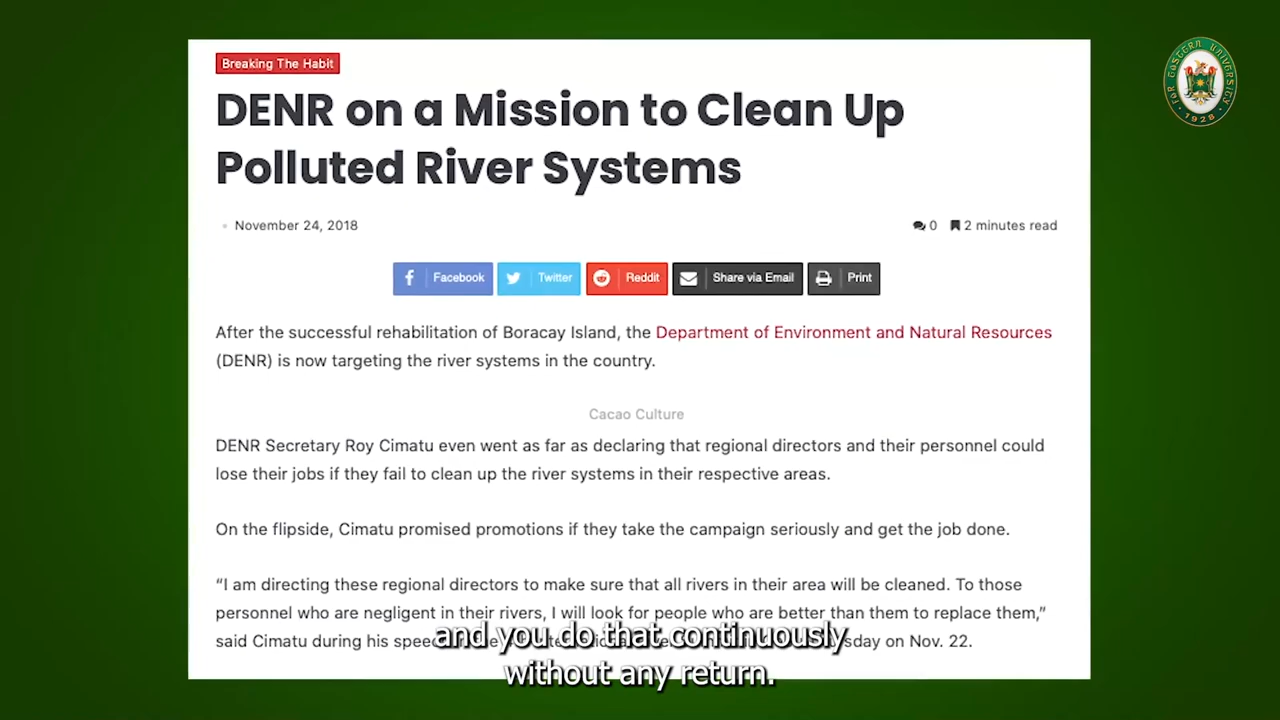 Breaking The Habit
DENR on a Mission to Clean Up
Polluted River Systems
November 24, 2018
0 2 minutes read
Facebook Twitter Reddit Share via Email Print
After the successful rehabilitation of Boracay Island, the Department of Environment and Natural Resources
(DENR) is now targeting the river systems in the country.
Cacao Culture
DENR Secretary Roy Cimatu even went as far as declaring that regional directors and their personnel could
lose their jobs if they fail to clean up the river systems in their respective areas.
On the flipside, Cimatu promised promotions if they take the campaign seriously and get the job done.
“I am directing these regional directors to make sure that all rivers in their area will be cleaned. To those
personnel who are negligent in their rivers, I will look for people who are better than them to replace them,”
said Cimatu during his on Nov. 22.
and you do that continuously
without any return.
FAR EASTERN UNIVERSITY
1928